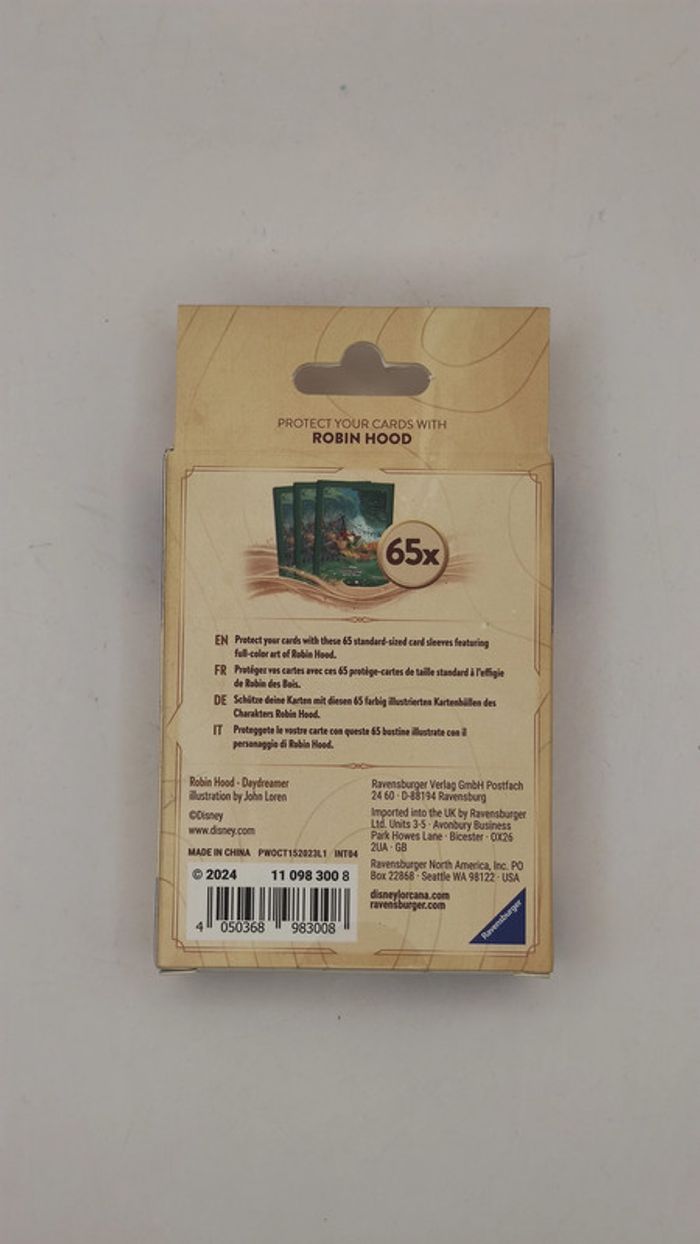 PROTECT YOUR CARDS WITH
ROBIN HOOD
65x
EN Protect your cards with these 65 standard-sized card sleeves featuring
full-color art of Robin Hood.
FR Protégez vos cartes avec ces 65 protège-cartes de taille standard à l'effigie
de Robin des Bois.
DE Schütze deine Karten mit diesen 65 farbig illustrierten Kartenhüllen des
Charakters Robin Hood.
IT Proteggete le vostre carte con queste 65 bustine illustrate con il
personaggio di Robin Hood.
Robin Hood - Daydreamer
illustration by John Loren
©Disney
www.disney.com
MADE IN CHINA PWOCT152023L1 INT04
© 2024 11 098 300 8
4 050368 983008
Ravensburger Verlag GmbH Postfach
24 60 · D-88194 Ravensburg
Imported into the UK by Ravensburger
Ltd. Units 3-5 · Avonbury Business
Park Howes Lane · Bicester · OX26
2UA · GB
Ravensburger North America, Inc. PO
Box 22868 · Seattle WA 98122 · USA
disneylorcana.com
ravensburger.com
Ravensburger